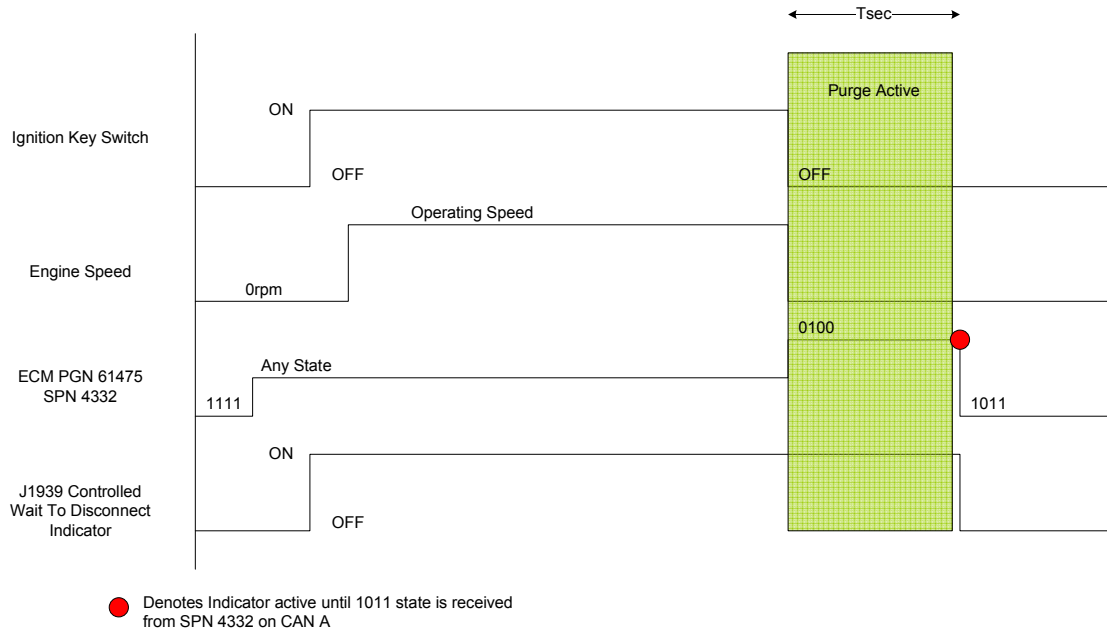 Tsec
Purge Active
ON
Ignition Key Switch
OFF
OFF
Operating Speed
Engine Speed
0rpm
0100
Any State
ECM PGN 61475
SPN 4332
1111
1011
ON
J1939 Controlled
Wait To Disconnect
Indicator
OFF
Denotes Indicator active until 1011 state is received
from SPN 4332 on CAN A